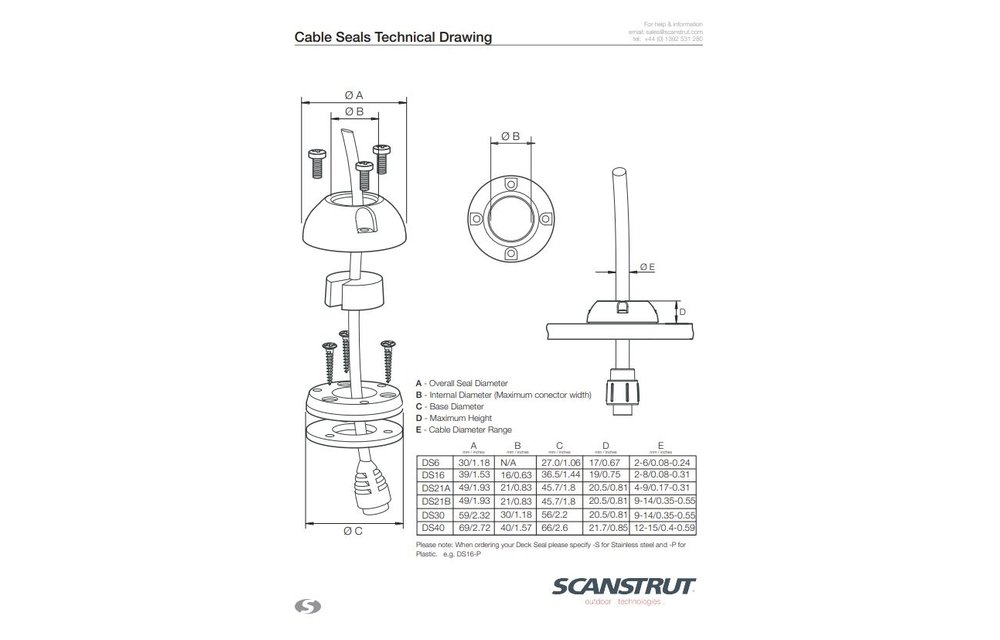 For help & information
email: sales@scanstrut.com
tel: +44 (0) 1392 531 280
Cable Seals Technical Drawing
Ø A
Ø B
Ø B
Ø E
D
Ø C
A - Overall Seal Diameter
B - Internal Diameter (Maximum conector width)
C - Base Diameter
D - Maximum Height
E - Cable Diameter Range
A B C D E
mm / inches mm / inches mm / inches mm / inches mm / inches
DS6 30/1.18 N/A 27.0/1.06 17/0.67 2-6/0.08-0.24
DS16 39/1.53 16/0.63 36.5/1.44 19/0.75 2-8/0.08-0.31
DS21A 49/1.93 21/0.83 45.7/1.8 20.5/0.81 4-9/0.17-0.31
DS21B 49/1.93 21/0.83 45.7/1.8 20.5/0.81 9-14/0.35-0.55
DS30 59/2.32 30/1.18 56/2.2 20.5/0.81 9-14/0.35-0.55
DS40 69/2.72 40/1.57 66/2.6 21.7/0.85 12-15/0.4-0.59
Please note: When ordering your Deck Seal please specify -S for Stainless steel and -P for
Plastic. e.g. DS16-P
SCANSTRUT
outdoor technologies.
S